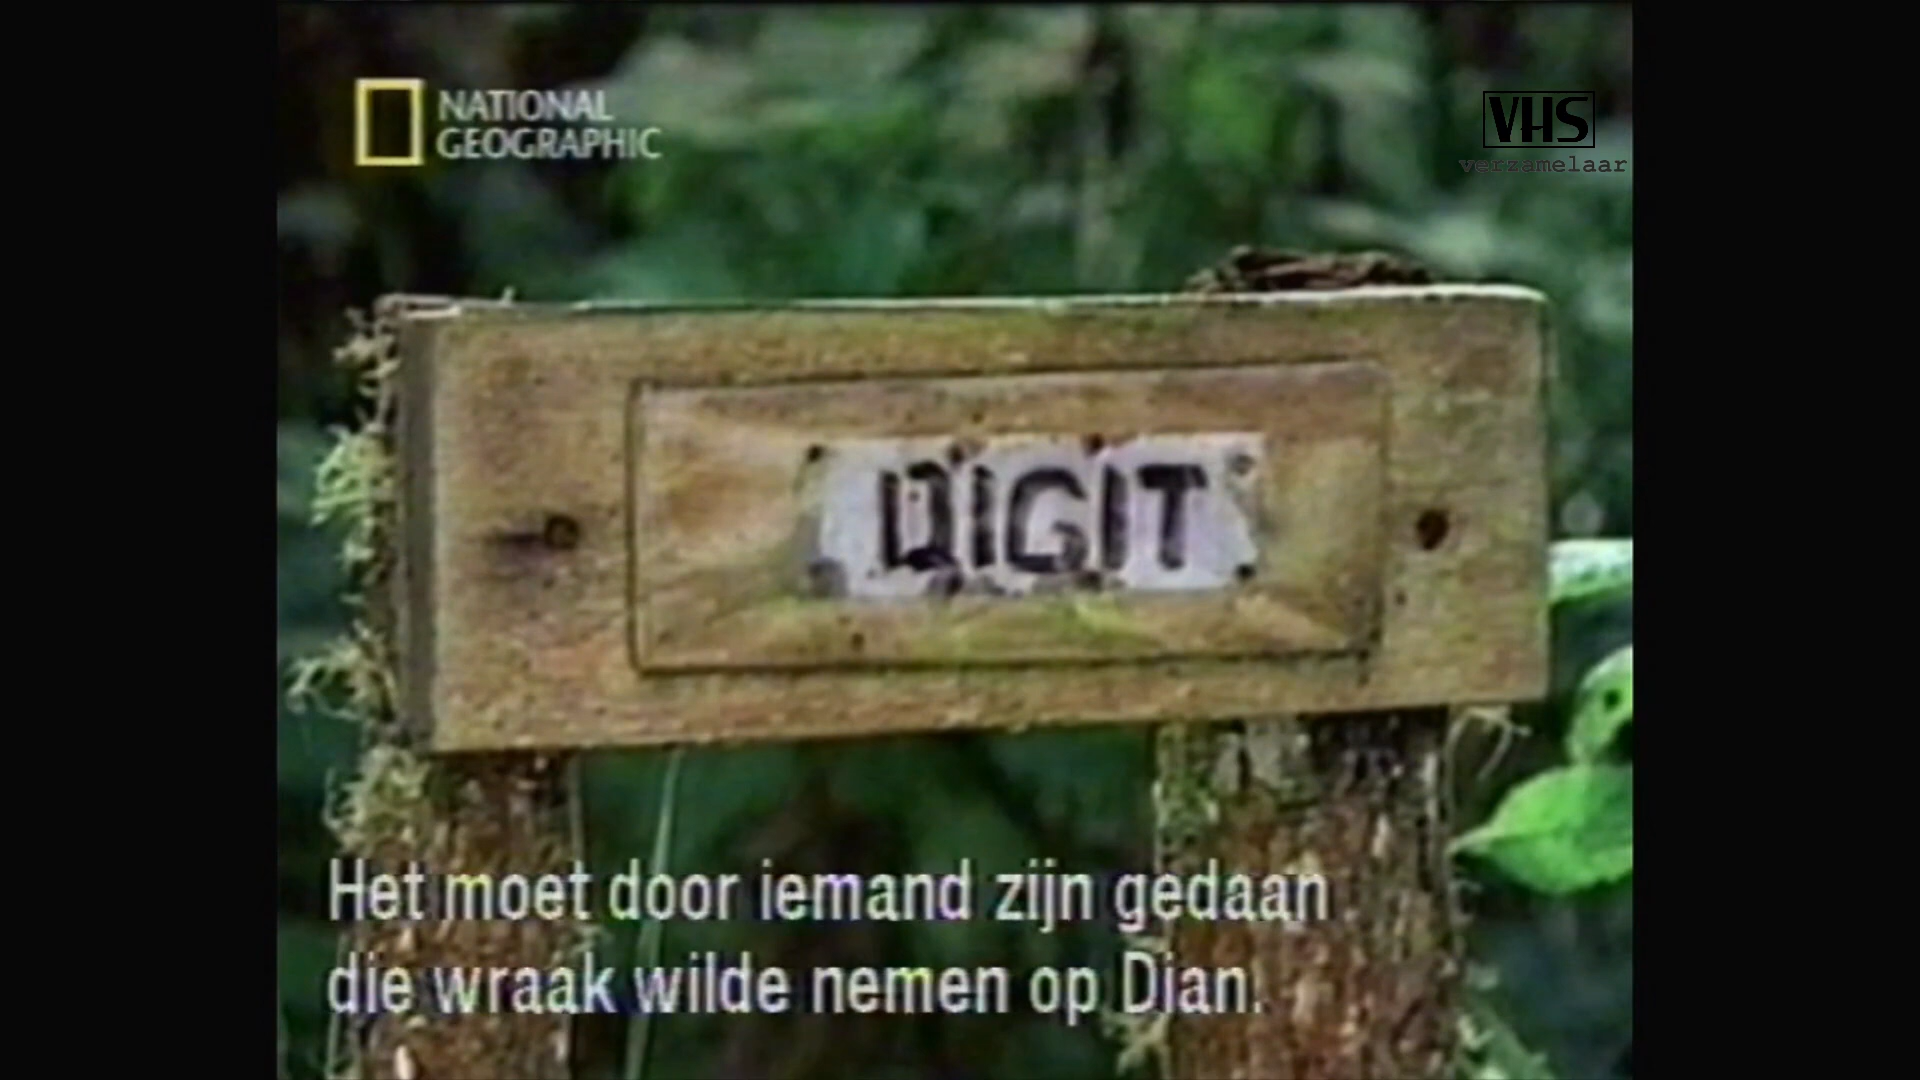 NATIONAL
GEOGRAPHIC
VHS
verzamelaar
DIGIT
Het moet door iemand zijn gedaan
die wraak wilde nemen op Dian.